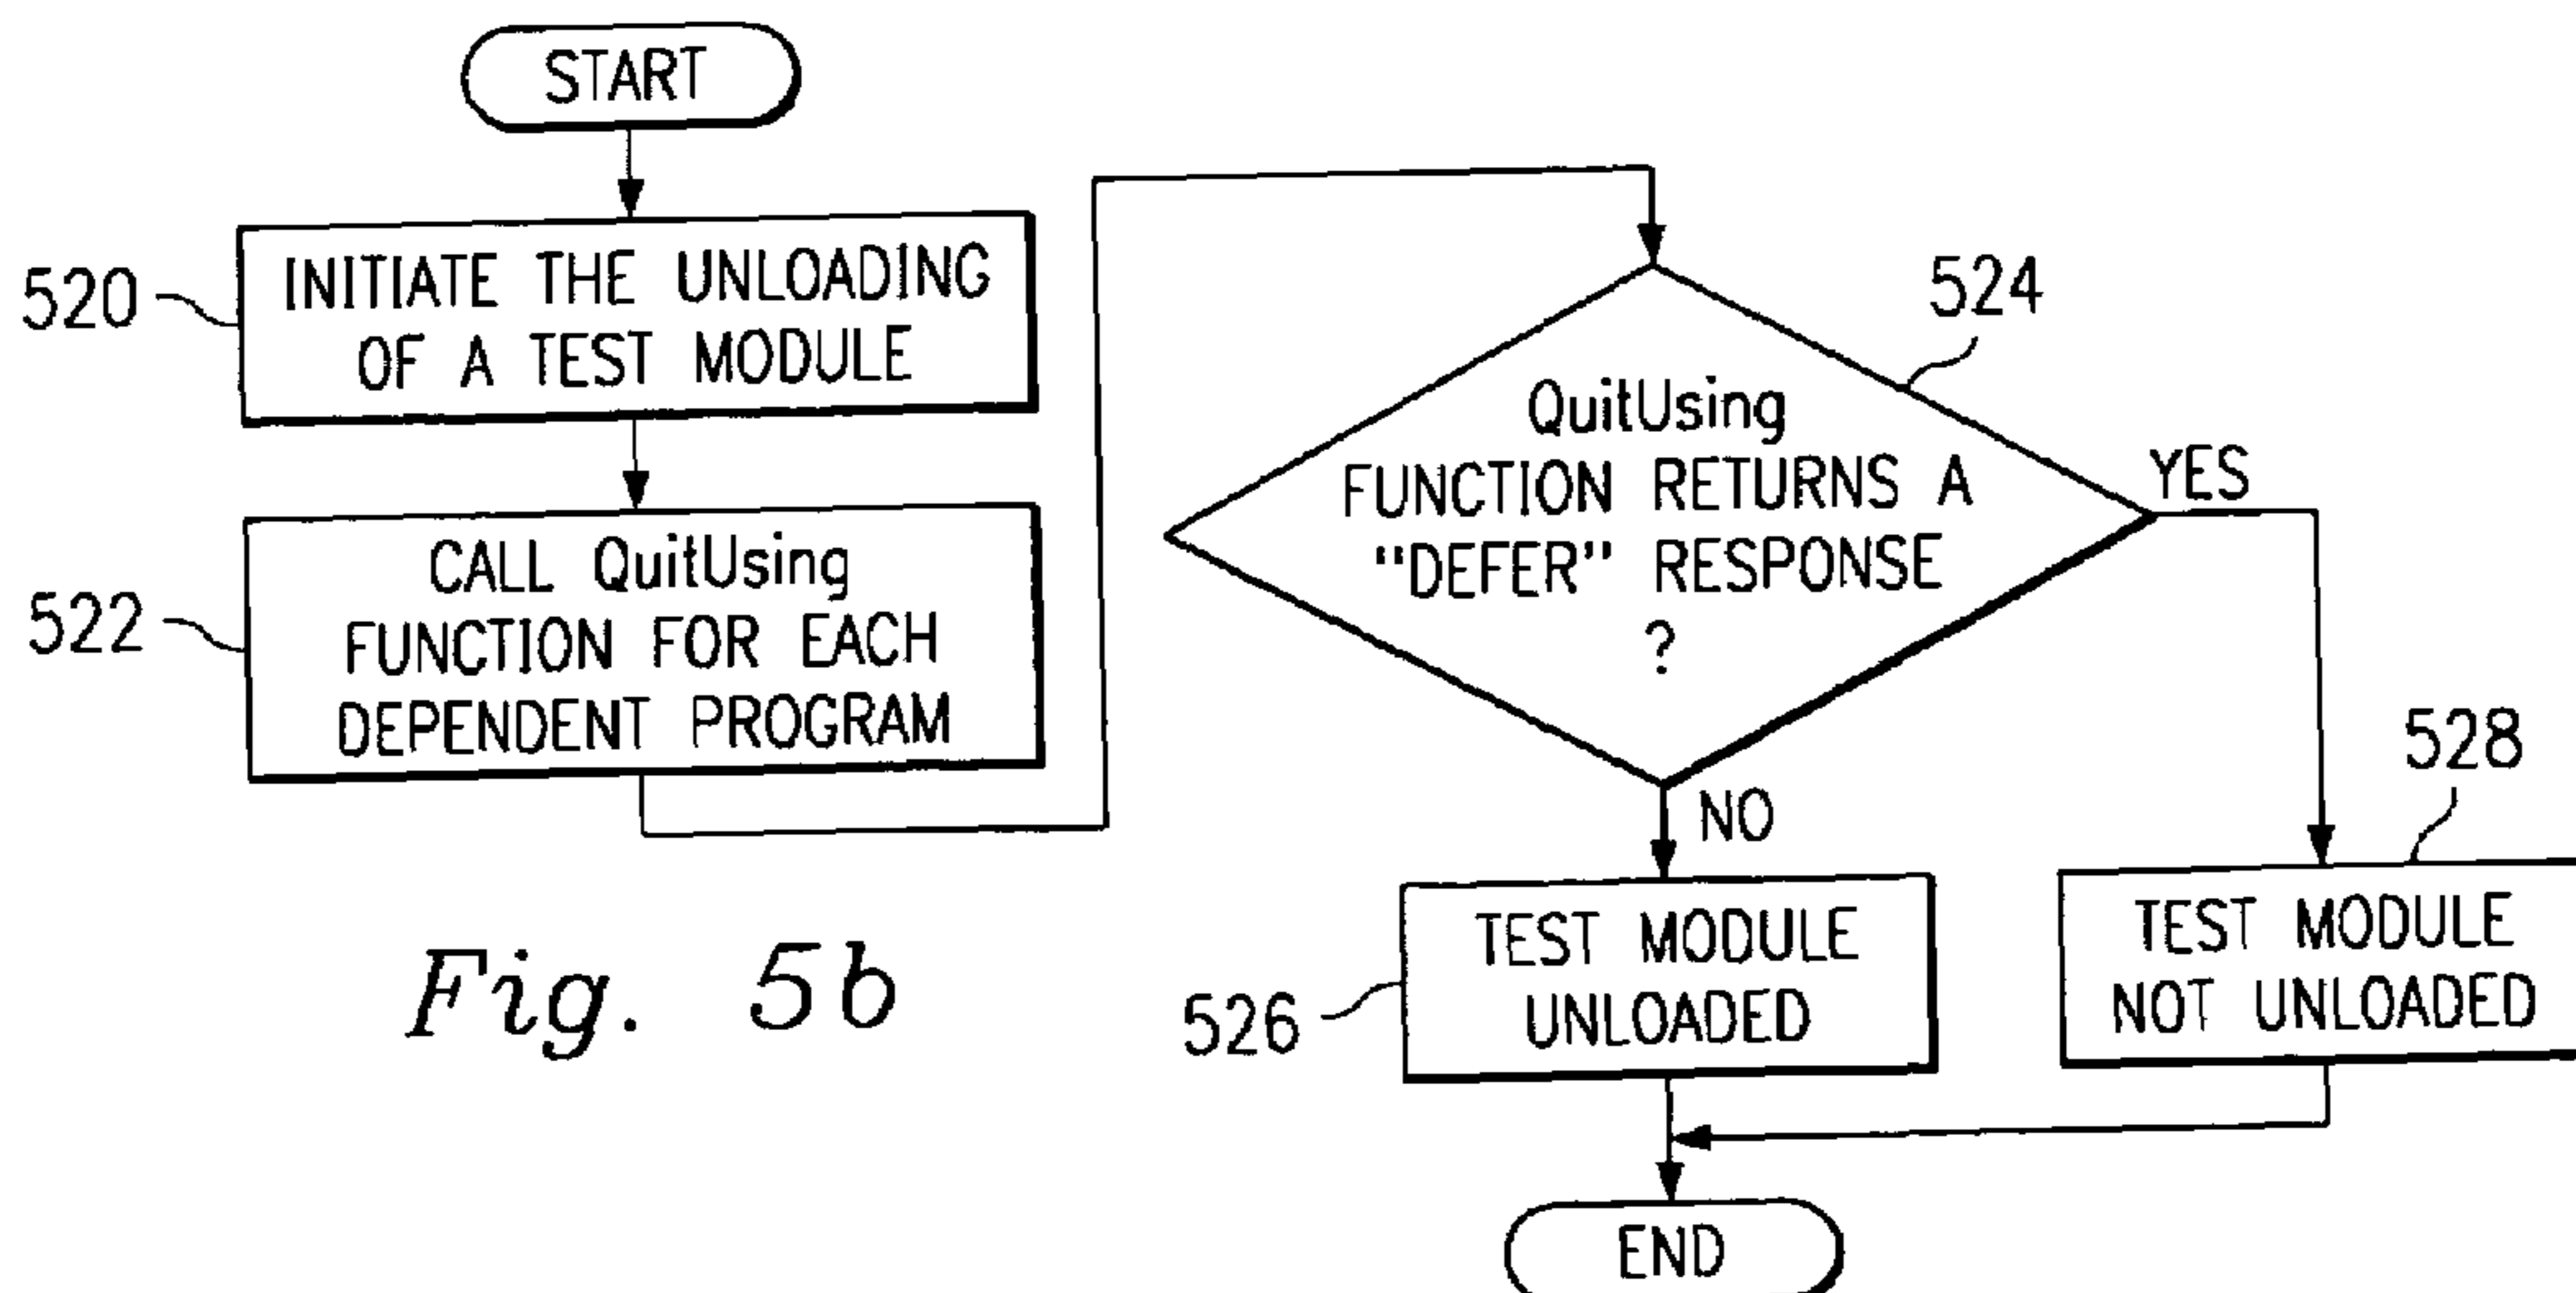 START
520
INITIATE THE UNLOADING
OF A TEST MODULE
522
CALL QuitUsing
FUNCTION FOR EACH
DEPENDENT PROGRAM
524
QuitUsing
FUNCTION RETURNS A
"DEFER" RESPONSE
?
YES
NO
526
TEST MODULE
UNLOADED
528
TEST MODULE
NOT UNLOADED
END
Fig. 5b